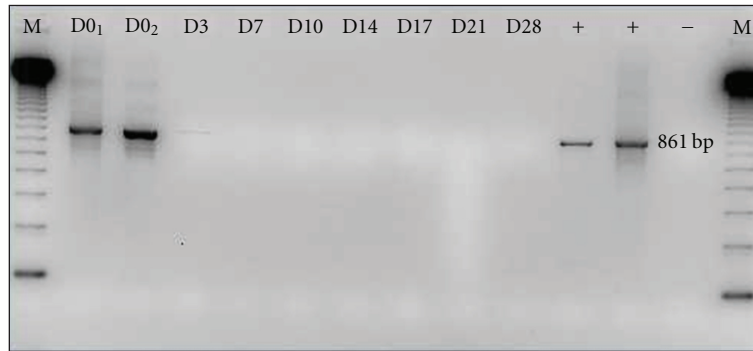 M D0₁ D0₂ D3 D7 D10 D14 D17 D21 D28 + + − M
861 bp